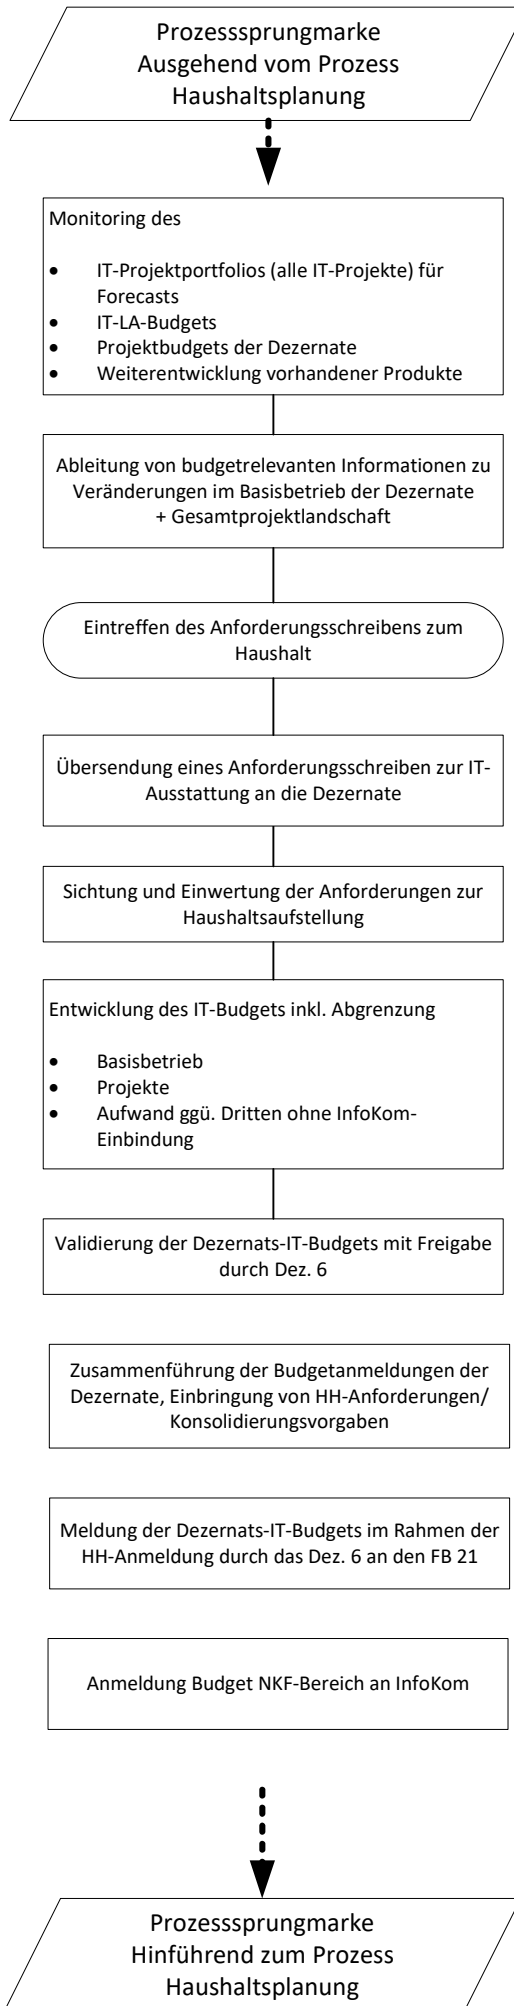 Prozesssprungmarke
Ausgehend vom Prozess
Haushaltsplanung
Monitoring des
• IT-Projektportfolios (alle IT-Projekte) für
Forecasts
• IT-LA-Budgets
• Projektbudgets der Dezernate
• Weiterentwicklung vorhandener Produkte
Ableitung von budgetrelevanten Informationen zu
Veränderungen im Basisbetrieb der Dezernate
+ Gesamtprojektlandschaft
Eintreffen des Anforderungsschreibens zum
Haushalt
Übersendung eines Anforderungsschreiben zur IT-
Ausstattung an die Dezernate
Sichtung und Einwertung der Anforderungen zur
Haushaltsaufstellung
Entwicklung des IT-Budgets inkl. Abgrenzung
• Basisbetrieb
• Projekte
• Aufwand ggü. Dritten ohne InfoKom-
Einbindung
Validierung der Dezernats-IT-Budgets mit Freigabe
durch Dez. 6
Zusammenführung der Budgetanmeldungen der
Dezernate, Einbringung von HH-Anforderungen/
Konsolidierungsvorgaben
Meldung der Dezernats-IT-Budgets im Rahmen der
HH-Anmeldung durch das Dez. 6 an den FB 21
Anmeldung Budget NKF-Bereich an InfoKom
Prozesssprungmarke
Hinführend zum Prozess
Haushaltsplanung